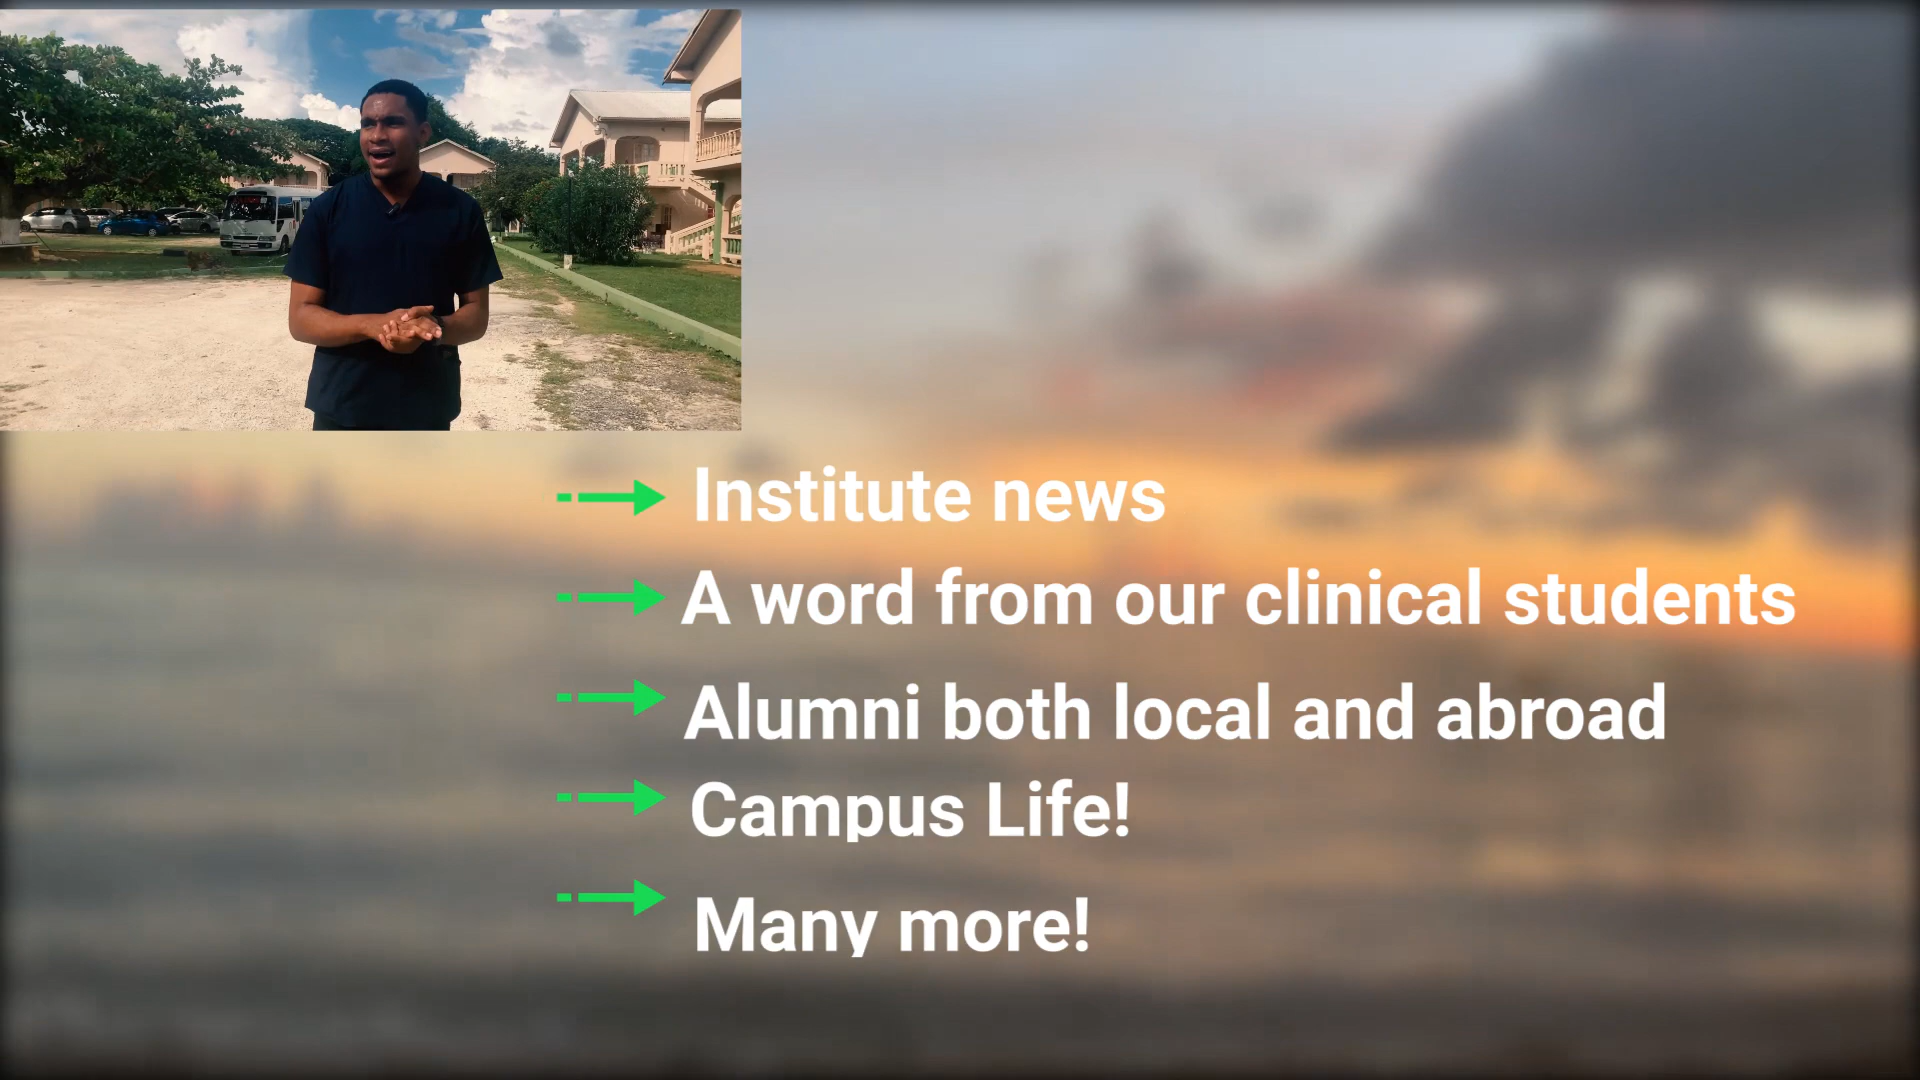 Institute news
A word from our clinical students
Alumni both local and abroad
Campus Life!
Many more!